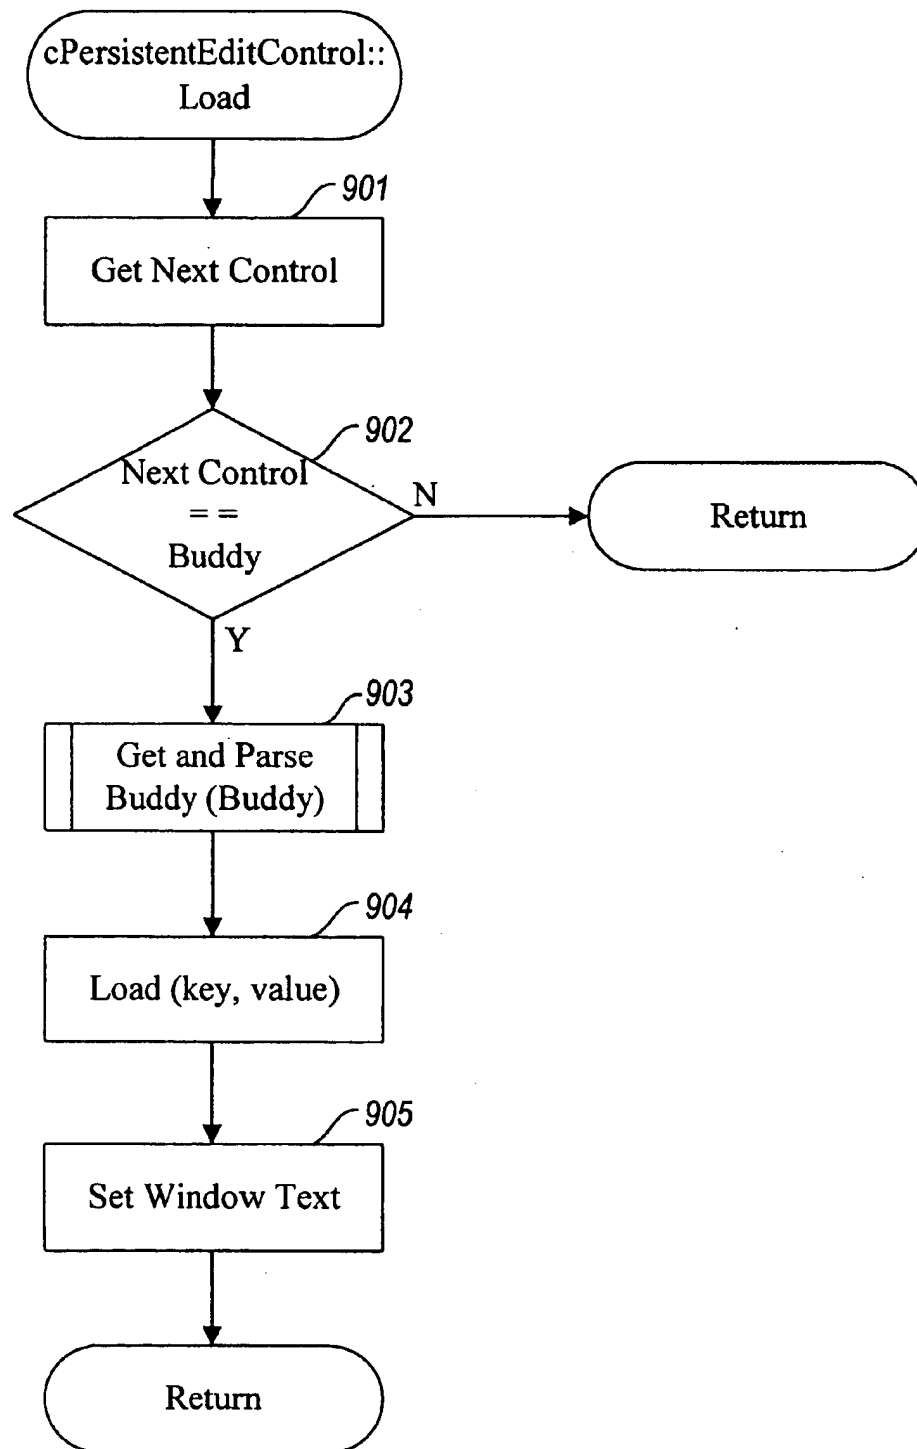 cPersistentEditControl::
Load
901
Get Next Control
902
Next Control
= =
Buddy
N
Return
Y
903
Get and Parse
Buddy (Buddy)
904
Load (key, value)
905
Set Window Text
Return